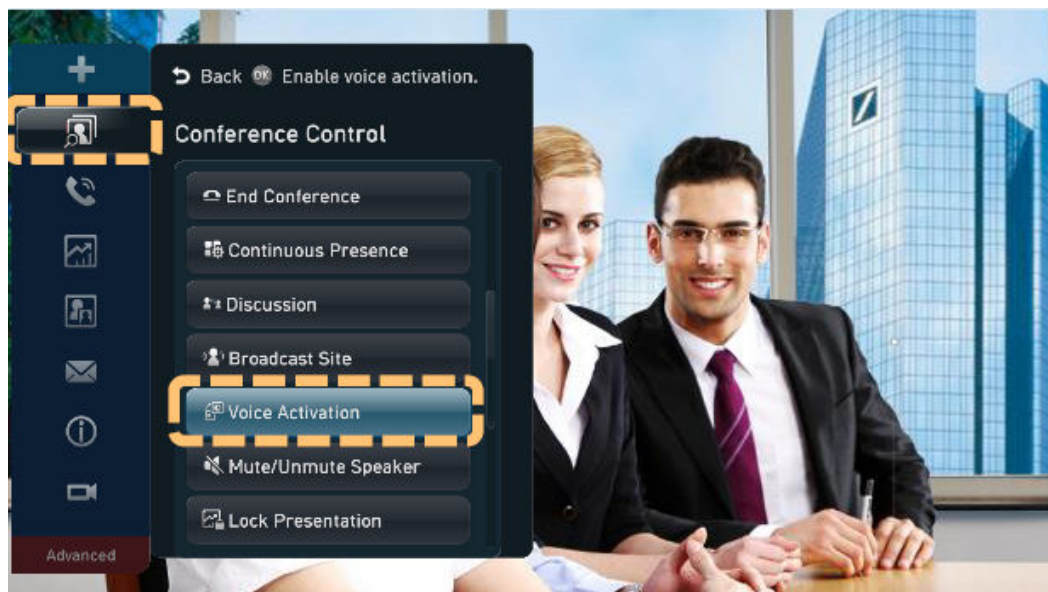 Back OK Enable voice activation.
Conference Control
End Conference
Continuous Presence
Discussion
Broadcast Site
Voice Activation
Mute/Unmute Speaker
Lock Presentation
Advanced